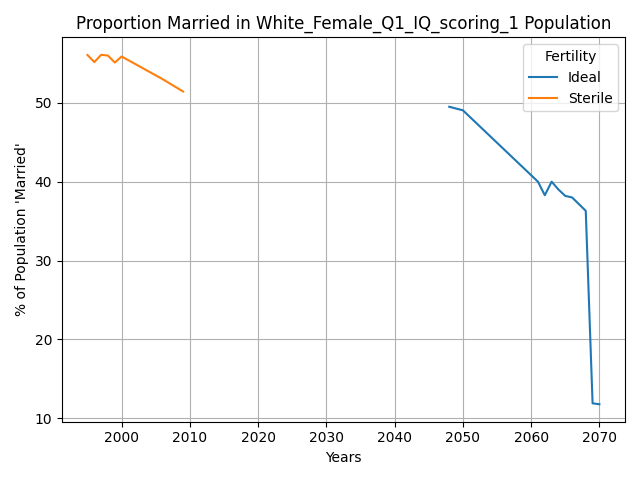 Proportion Married in White_Female_Q1_IQ_scoring_1 Population
Fertility
Ideal
Sterile
% of Population 'Married'
50
40
30
20
10
2000 2010 2020 2030 2040 2050 2060 2070
Years